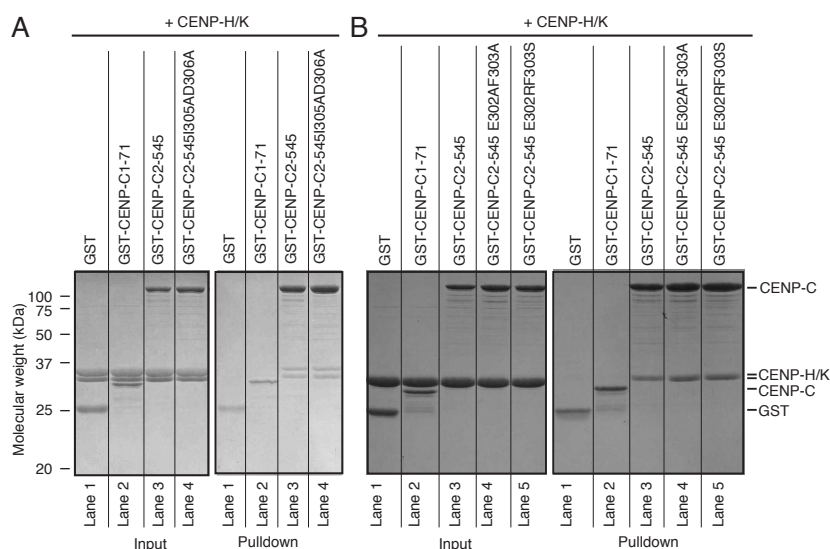 A
+ CENP-H/K
GST
GST-CENP-C1-71
GST-CENP-C2-545
GST-CENP-C2-545I305AD306A
GST
GST-CENP-C1-71
GST-CENP-C2-545
GST-CENP-C2-545I305AD306A
Molecular weight (kDa)
100
75
50
37
25
20
Lane 1
Lane 2
Lane 3
Lane 4
Lane 1
Lane 2
Lane 3
Lane 4
Input
Pulldown
B
+ CENP-H/K
GST
GST-CENP-C1-71
GST-CENP-C2-545
GST-CENP-C2-545 E302AF303A
GST-CENP-C2-545 E302RF303S
GST
GST-CENP-C1-71
GST-CENP-C2-545
GST-CENP-C2-545 E302AF303A
GST-CENP-C2-545 E302RF303S
CENP-C
CENP-H/K
CENP-C
GST
Lane 1
Lane 2
Lane 3
Lane 4
Lane 5
Lane 1
Lane 2
Lane 3
Lane 4
Lane 5
Input
Pulldown